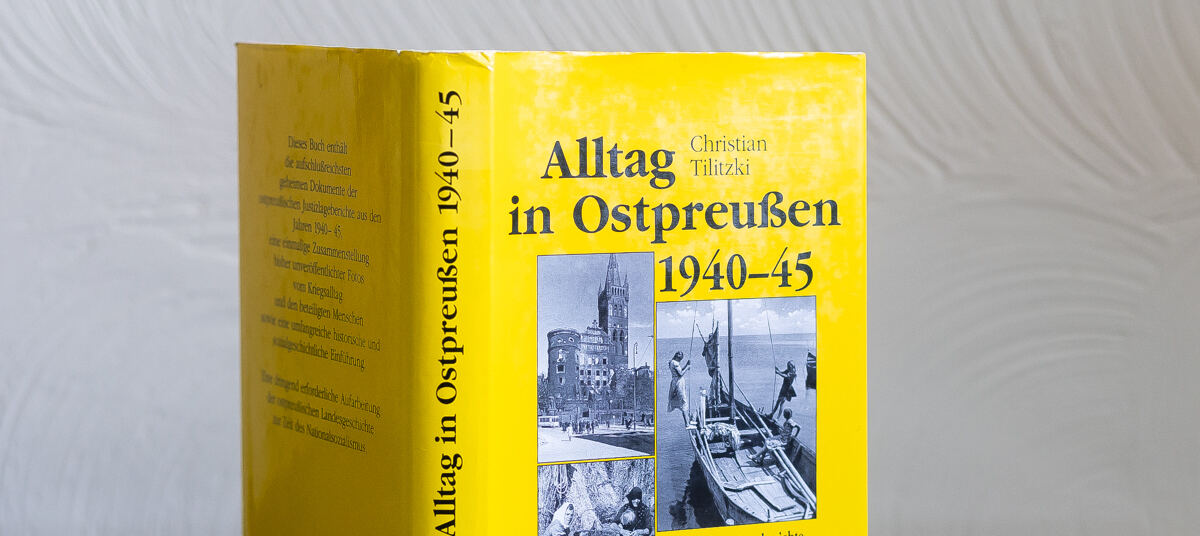 Dieses Buch enthält
die aufschlußreichsten
geheimen Dokumente der
ostpreußischen Justizlageberichte aus den
Jahren 1940–45,
eine einmalige Zusammenstellung
bisher unveröffentlichter Fotos
vom Kriegsalltag
und den beteiligten Menschen
sowie eine umfangreiche historische und
sozialgeschichtliche Einführung.
Eine dringend erforderliche Aufarbeitung
der ostpreußischen Landesgeschichte
zur Zeit des Nationalsozialismus.
Alltag in Ostpreußen 1940–45
Alltag
Christian
Tilitzki
in Ostpreußen
1940–45